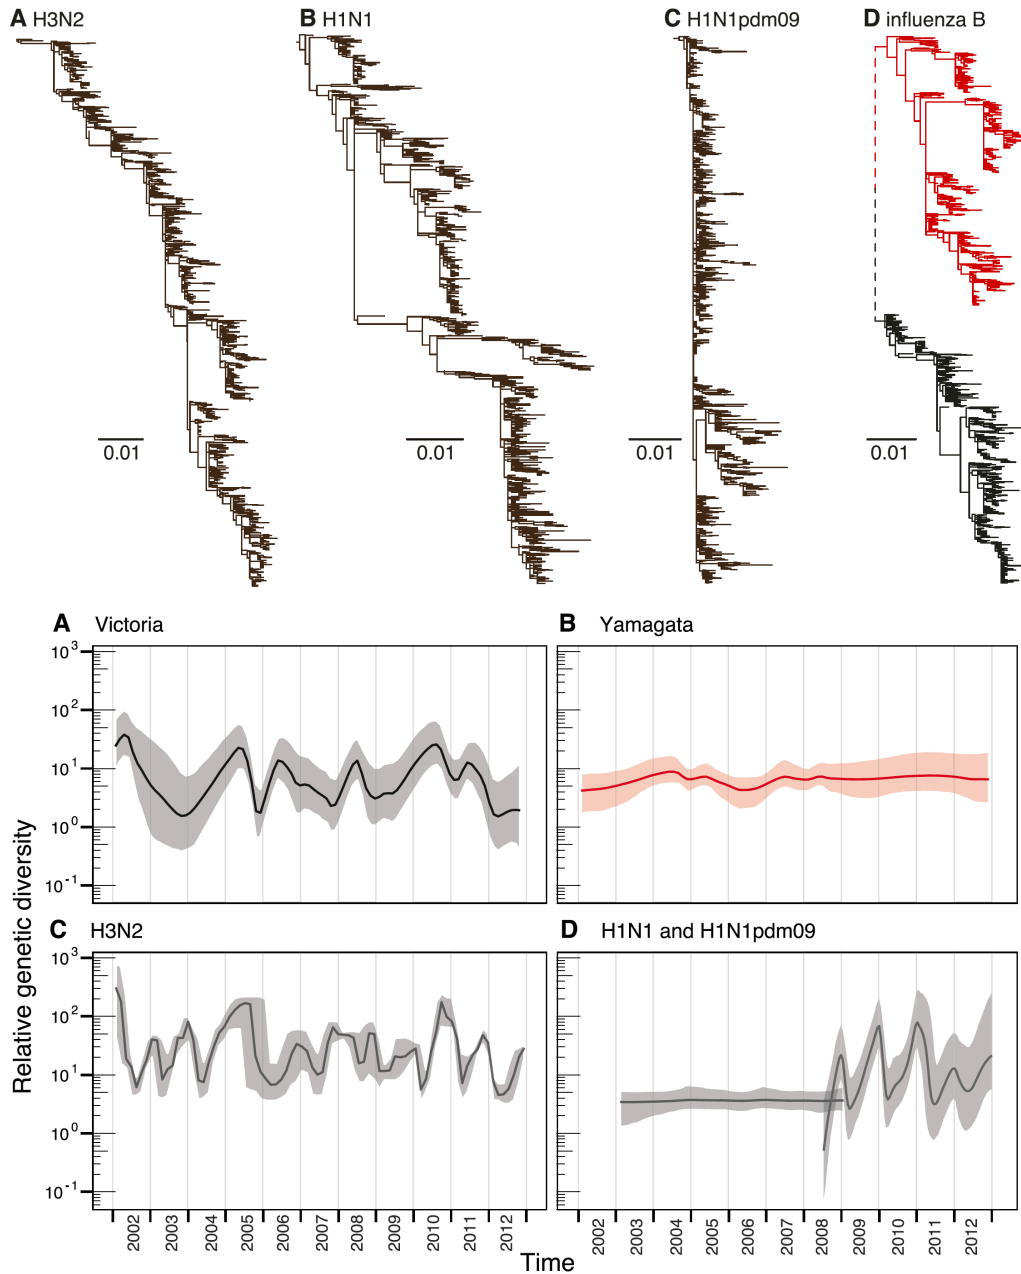 A H3N2
B H1N1
C H1N1pdm09
D influenza B
0.01
0.01
0.01
0.01
A Victoria
B Yamagata
10³
10²
10¹
10⁰
10⁻¹
C H3N2
D H1N1 and H1N1pdm09
10³
10²
10¹
10⁰
10⁻¹
Relative genetic diversity
2002 2003 2004 2005 2006 2007 2008 2009 2010 2011 2012
2002 2003 2004 2005 2006 2007 2008 2009 2010 2011 2012
Time